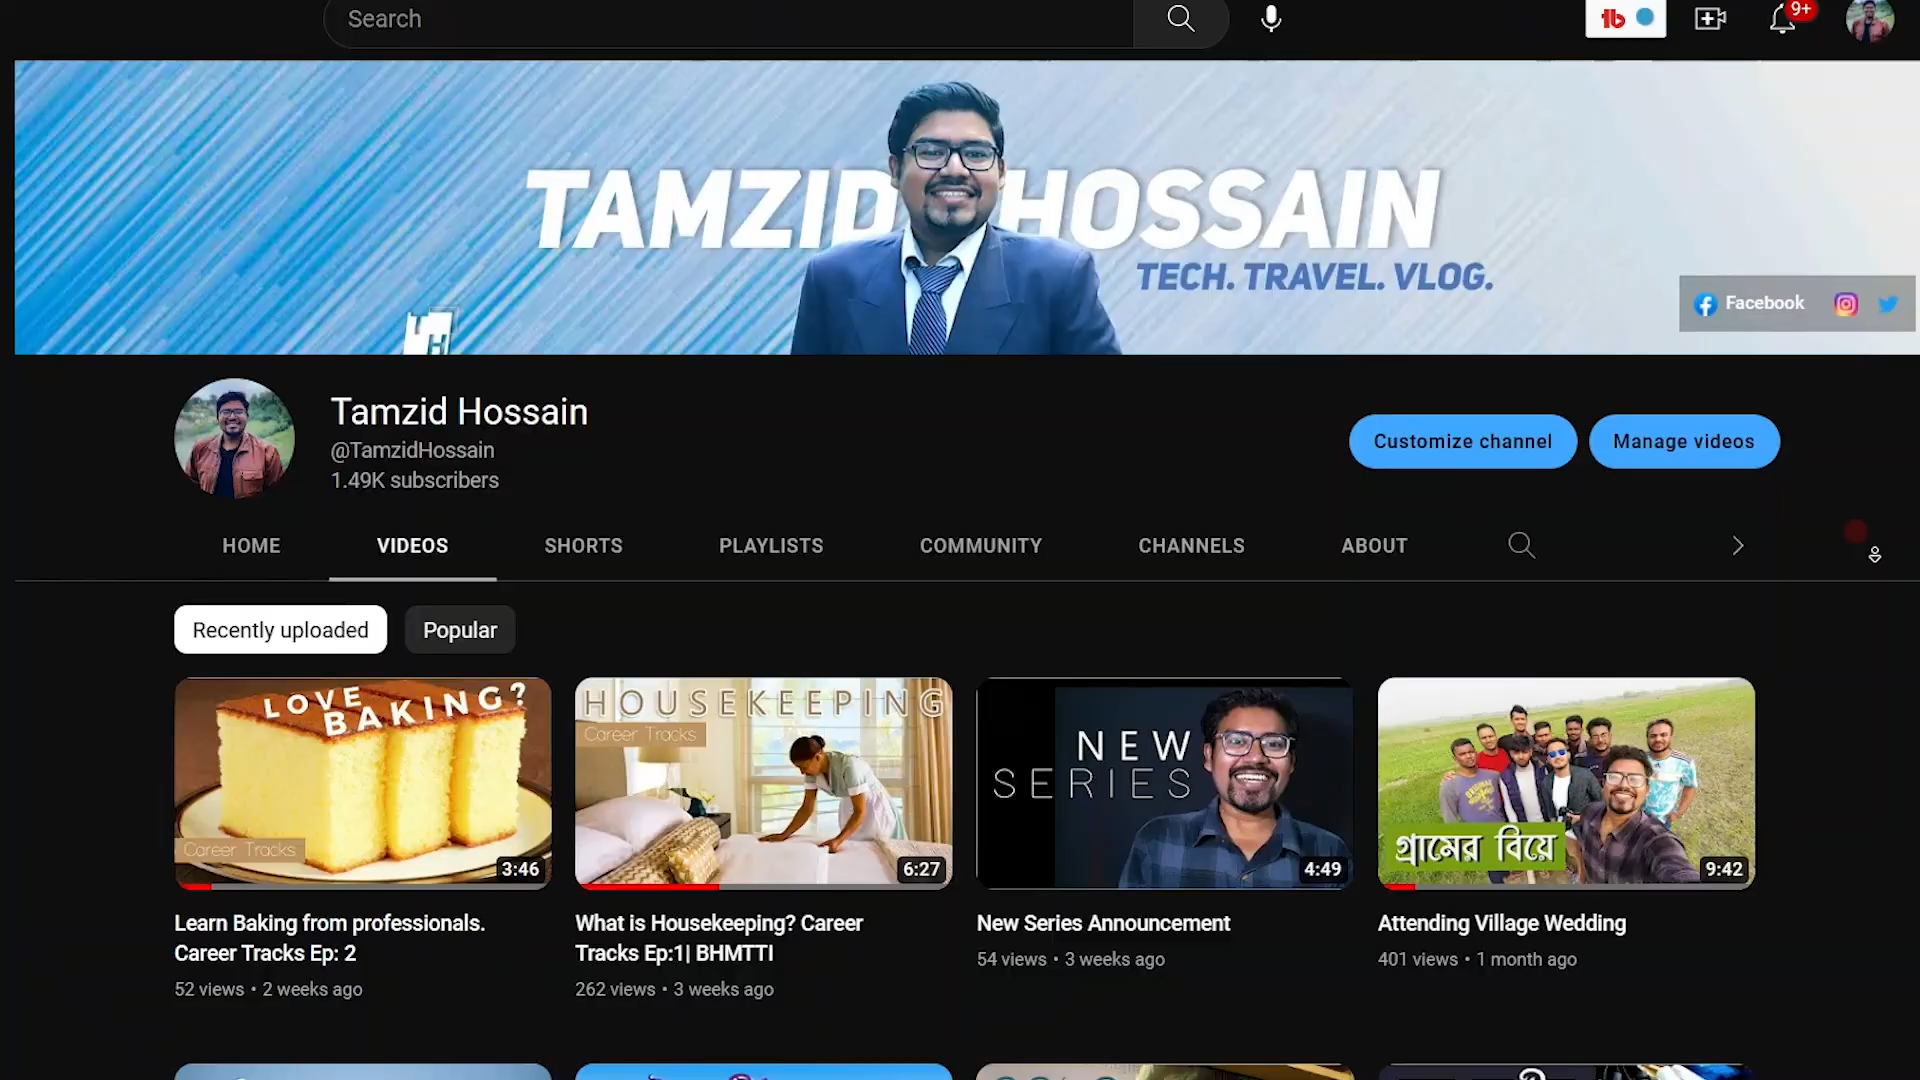 Search
9+
TAMZID HOSSAIN
TECH. TRAVEL. VLOG.
Facebook
Tamzid Hossain
@TamzidHossain
1.49K subscribers
Customize channel
Manage videos
HOME
VIDEOS
SHORTS
PLAYLISTS
COMMUNITY
CHANNELS
ABOUT
Recently uploaded
Popular
LOVE
BAKING?
Career Tracks
3:46
HOUSEKEEPING
Career Tracks
6:27
NEW
SERIES
4:49
গ্রামের বিয়ে
9:42
Learn Baking from professionals.
Career Tracks Ep: 2
52 views • 2 weeks ago
What is Housekeeping? Career
Tracks Ep:1| BHMTTI
262 views • 3 weeks ago
New Series Announcement
54 views • 3 weeks ago
Attending Village Wedding
401 views • 1 month ago